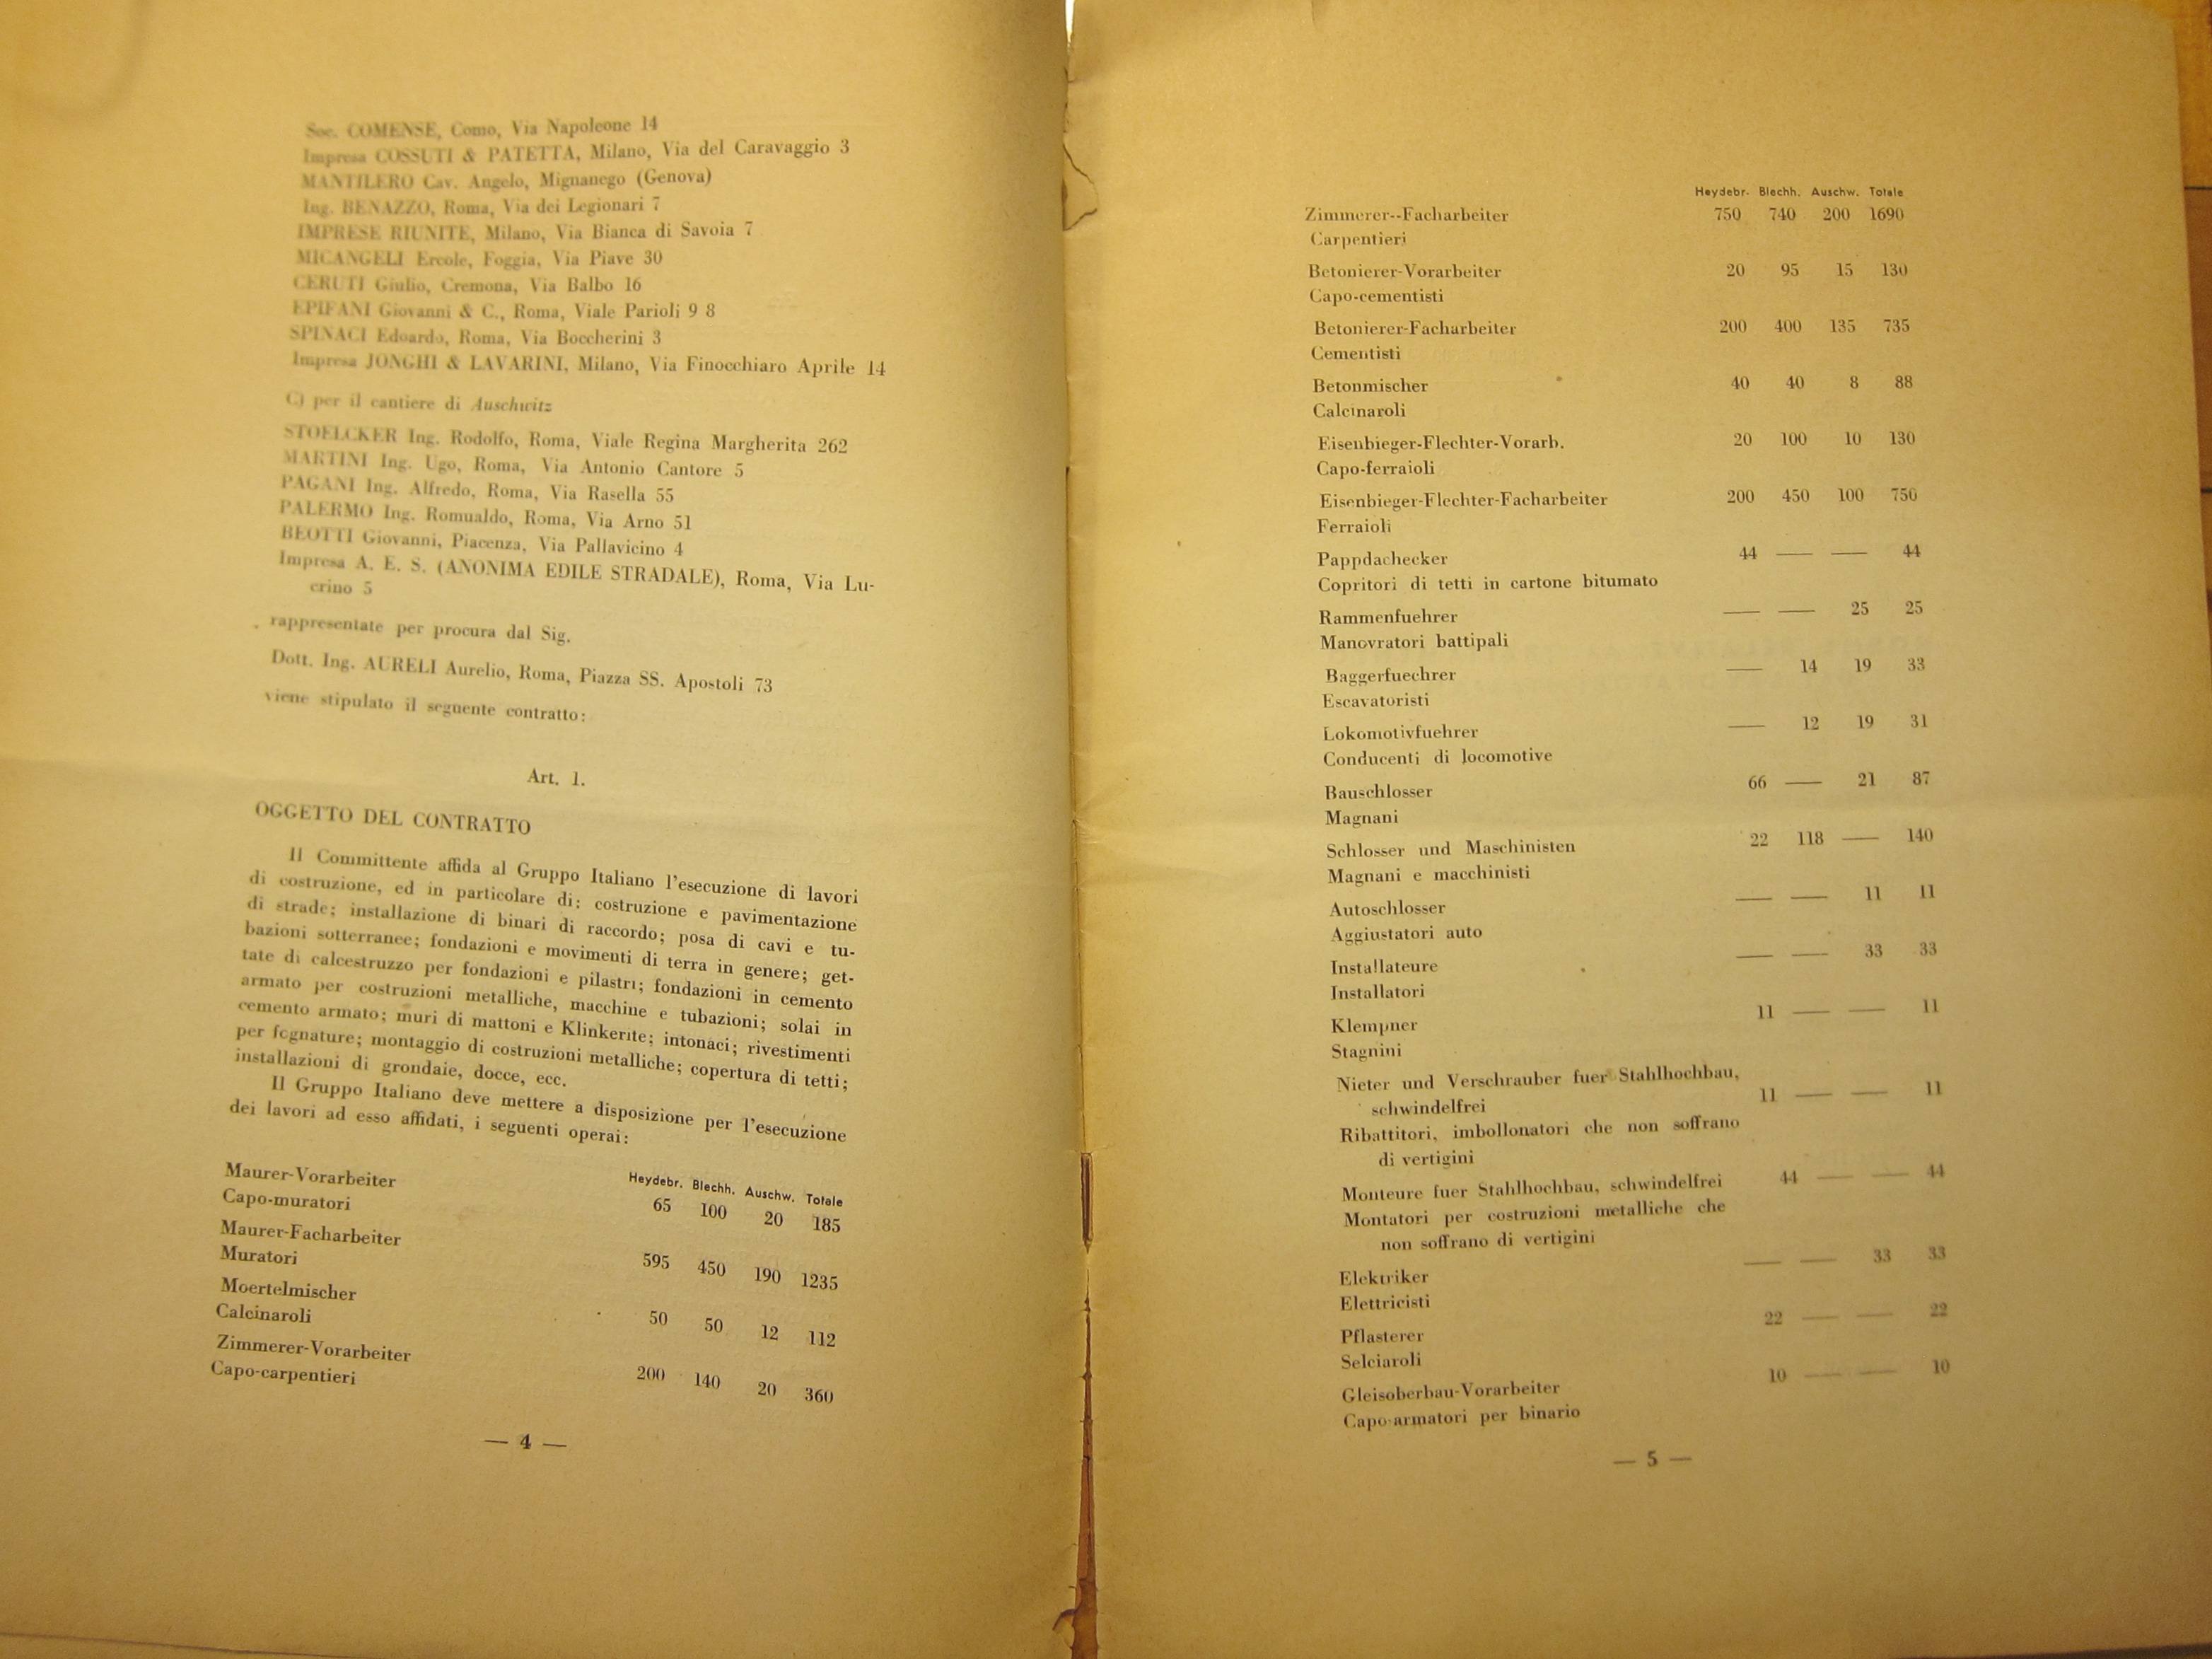 Soc. COMENSE, Como, Via Napoleone 14
Impresa COSSUTI & PATETTA, Milano, Via del Caravaggio 3
MANTILERO Cav. Angelo, Mignanego (Genova)
Ing. BENAZZO, Roma, Via dei Legionari 7
IMPRESE RIUNITE, Milano, Via Bianca di Savoia 7
MICANGELI Ercole, Foggia, Via Piave 30
CERUTI Giulio, Cremona, Via Balbo 16
EPIFANI Giovanni & C., Roma, Viale Parioli 9 8
SPINACI Edoardo, Roma, Via Boccherini 3
Impresa JONGHI & LAVARINI, Milano, Via Finocchiaro Aprile 14
C) per il cantiere di Auschwitz
STOELCKER Ing. Rodolfo, Roma, Viale Regina Margherita 262
MARTINI Ing. Ugo, Roma, Via Antonio Cantore 5
PAGANI Ing. Alfredo, Roma, Via Rasella 55
PALERMO Ing. Romualdo, Roma, Via Arno 51
BEOTTI Giovanni, Piacenza, Via Pallavicino 4
Impresa A. E. S. (ANONIMA EDILE STRADALE), Roma, Via Lu-
crino 5
rappresentate per procura dal Sig.
Dott. Ing. AURELI Aurelio, Roma, Piazza SS. Apostoli 73
viene stipulato il seguente contratto:
Art. 1.
OGGETTO DEL CONTRATTO
Il Committente affida al Gruppo Italiano l'esecuzione di lavori
di costruzione, ed in particolare di: costruzione e pavimentazione
di strade; installazione di binari di raccordo; posa di cavi e tu-
bazioni sotterranee; fondazioni e movimenti di terra in genere; get-
tate di calcestruzzo per fondazioni e pilastri; fondazioni in cemento
armato per costruzioni metalliche, macchine e tubazioni; solai in
cemento armato; muri di mattoni e Klinkerite; intonaci; rivestimenti
per fognature; montaggio di costruzioni metalliche; copertura di tetti;
installazioni di grondaie, docce, ecc.
Il Gruppo Italiano deve mettere a disposizione per l'esecuzione
dei lavori ad esso affidati, i seguenti operai:
Heydebr. Blechh. Auschw. Totale
Maurer-Vorarbeiter 65 100 20 185
Capo-muratori
Maurer-Facharbeiter 595 450 190 1235
Muratori
Moertelmischer 50 50 12 112
Calcinaroli
Zimmerer-Vorarbeiter 200 140 20 360
Capo-carpentieri
— 4 —
Heydebr. Blechh. Auschw. Totale
Zimmerer--Facharbeiter 750 740 200 1690
Carpentieri
Betonierer-Vorarbeiter 20 95 15 130
Capo-cementisti
Betonierer-Facharbeiter 200 400 135 735
Cementisti
Betonmischer 40 40 8 88
Calcinaroli
Eisenbieger-Flechter-Vorarb. 20 100 10 130
Capo-ferraioli
Eisenbieger-Flechter-Facharbeiter 200 450 100 750
Ferraioli
Pappdachecker 44 — — 44
Copritori di tetti in cartone bitumato
Rammenfuehrer — — 25 25
Manovratori battipali
Baggerfuechrer — 14 19 33
Escavatoristi
Lokomotivfuehrer — 12 19 31
Conducenti di locomotive
Bauschlosser 66 — 21 87
Magnani
Schlosser und Maschinisten 22 118 — 140
Magnani e macchinisti
Autoschlosser — — 11 11
Aggiustatori auto
Installateure — — 33 33
Installatori
Klempner 11 — — 11
Stagnini
Nieter und Verschrauber fuer Stahlhochbau,
schwindelfrei 11 — — 11
Ribattitori, imbollonatori che non soffrano
di vertigini
Monteure fuer Stahlhochbau, schwindelfrei 44 — — 44
Montatori per costruzioni metalliche che
non soffrano di vertigini
Elektriker — — 33 33
Elettricisti
Pflasterer 22 — — 22
Selciaroli
Gleisoberbau-Vorarbeiter 10 — — 10
Capo-armatori per binario
— 5 —